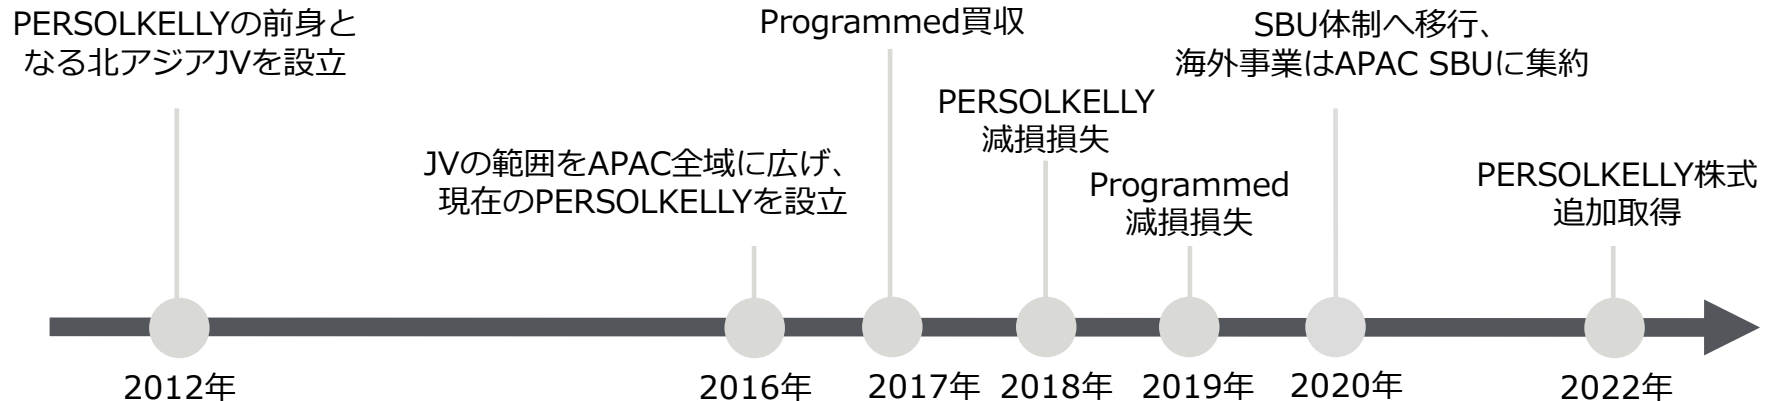 PERSOLKELLYの前身と
なる北アジアJVを設立
JVの範囲をAPAC全域に広げ、
現在のPERSOLKELLYを設立
Programmed買収
PERSOLKELLY
減損損失
Programmed
減損損失
SBU体制へ移行、
海外事業はAPAC SBUに集約
PERSOLKELLY株式
追加取得
2012年
2016年
2017年
2018年
2019年
2020年
2022年